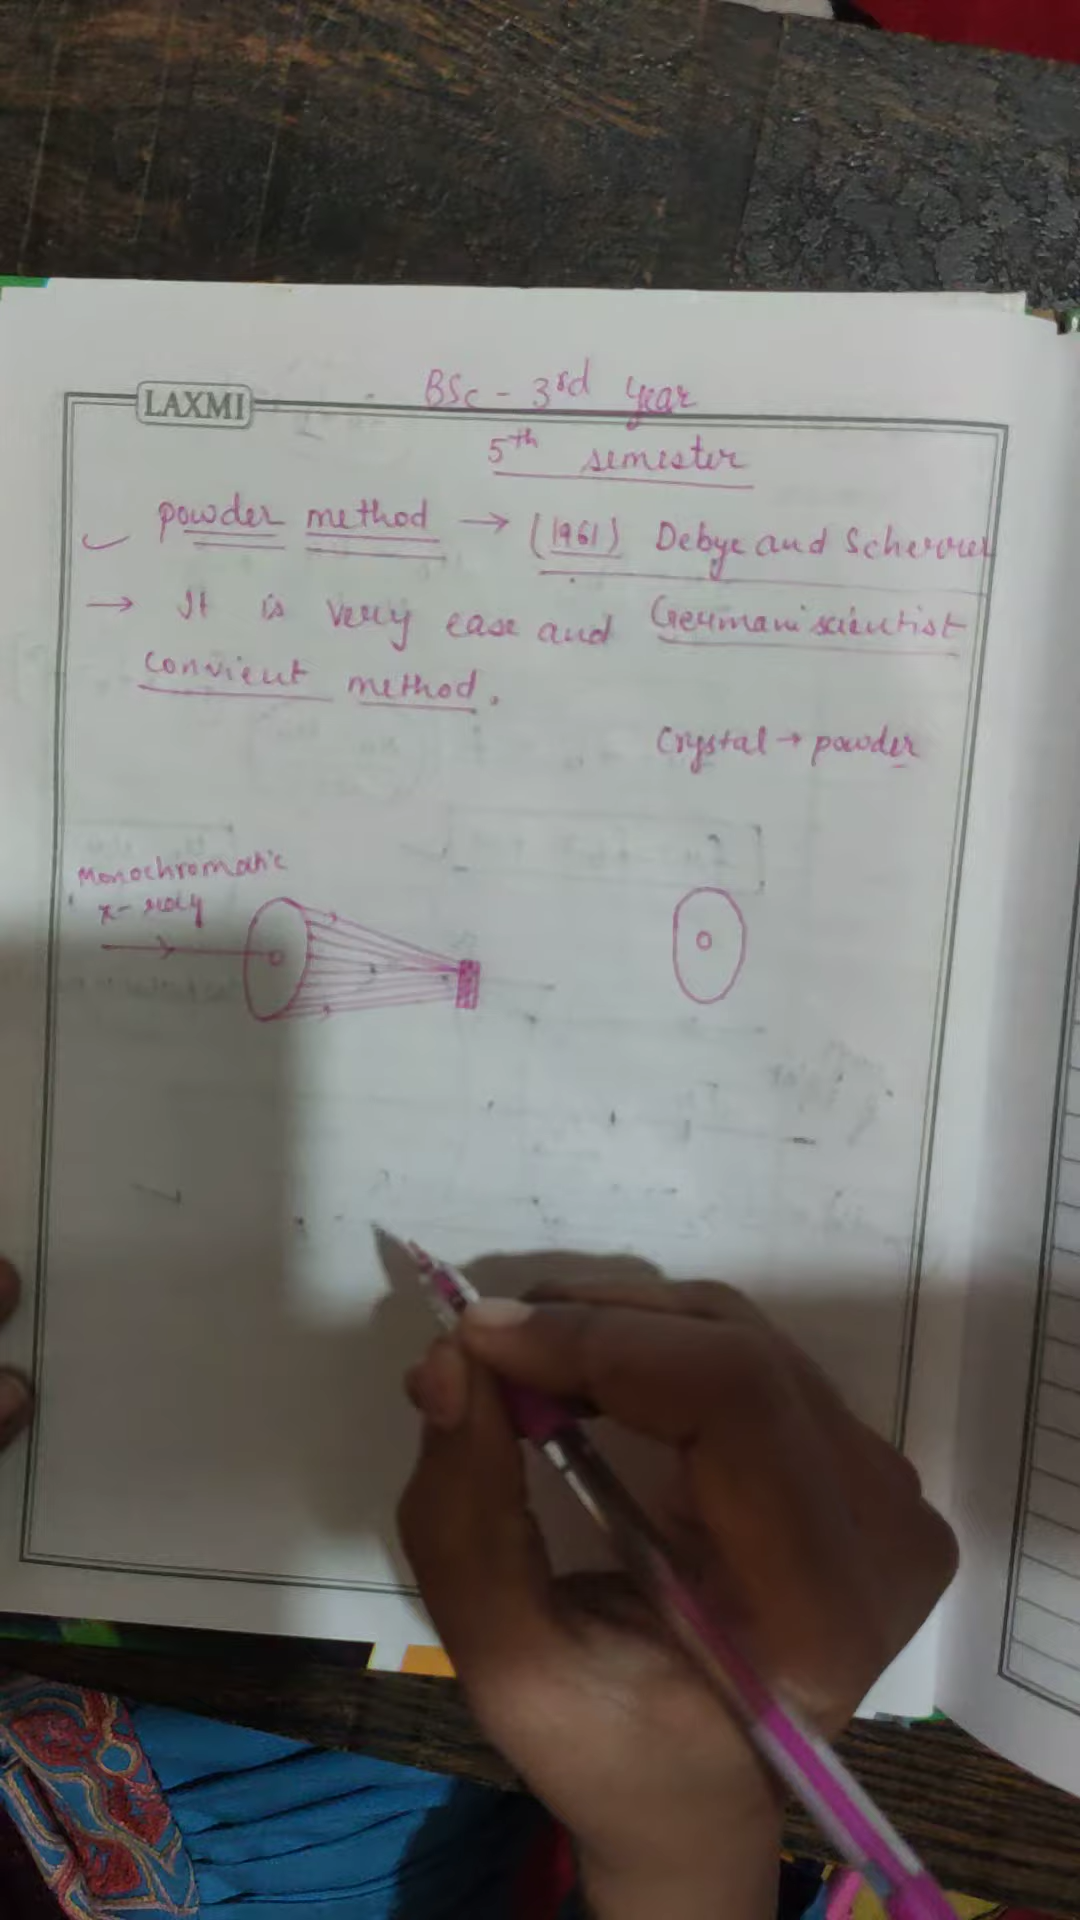 BSc - 3rd year
LAXMI
5th semester
powder method → (1961) Debye and Scherrer
→ It is very ease and Germani scientist
convient method.
Crystal → powder
Monochromatic
x-ray